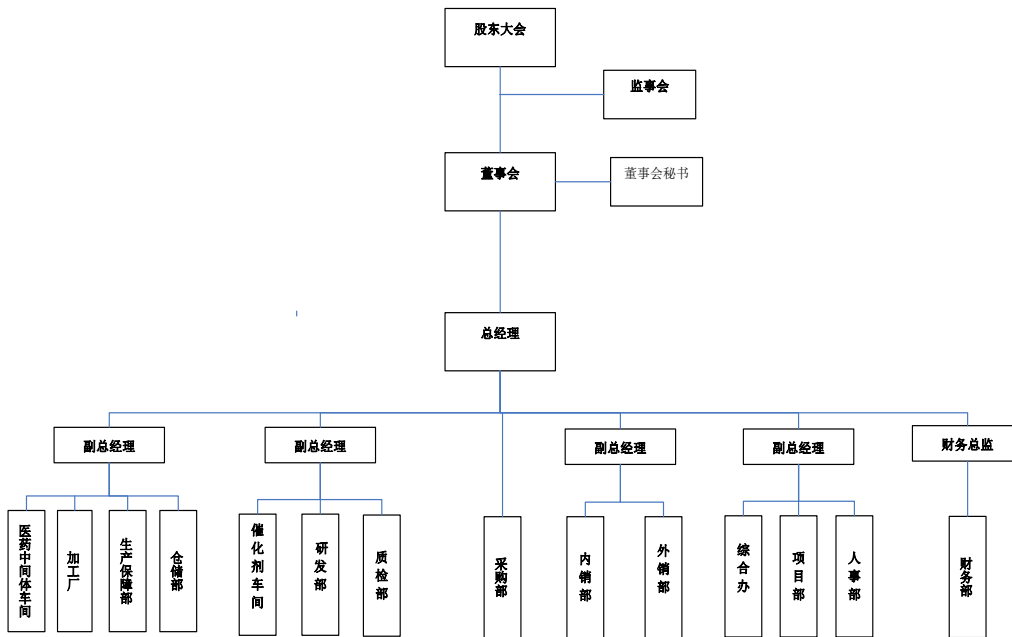 股东大会
监事会
董事会
董事会秘书
总经理
副总经理
副总经理
副总经理
副总经理
财务总监
医药中间体车间
加工厂
生产保障部
仓储部
催化剂车间
研发部
质检部
采购部
内销部
外销部
综合办
项目部
人事部
财务部